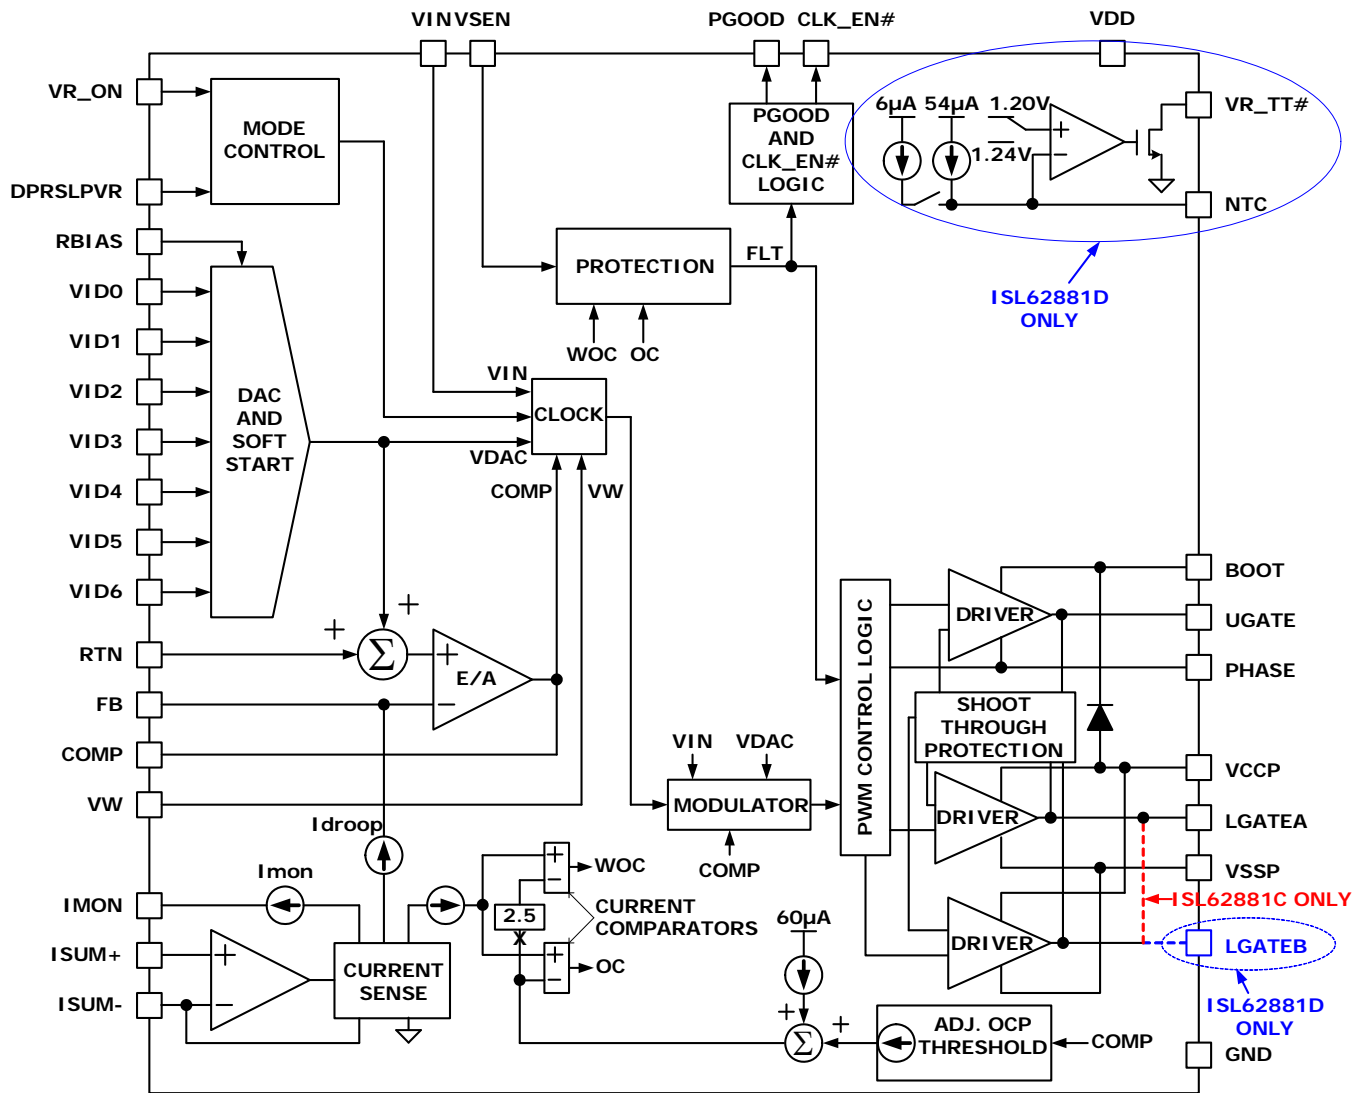 VIN VSEN
PGOOD
CLK_EN#
VDD
VR_ON
DPRSLPVR
RBIAS
VID0
VID1
VID2
VID3
VID4
VID5
VID6
RTN
FB
COMP
VW
IMON
ISUM+
ISUM-
MODE
CONTROL
DAC
AND
SOFT
START
PGOOD
AND
CLK_EN#
LOGIC
6µA
54µA
1.20V
1.24V
+
−
VR_TT#
NTC
ISL62881D
ONLY
PROTECTION
FLT
WOC
OC
VIN
CLOCK
VDAC
COMP
VW
+
+
Σ
+
−
E/A
Idroop
Imon
CURRENT
SENSE
+
−
+
−
WOC
2.5
CURRENT
COMPARATORS
+
−
OC
VIN
VDAC
MODULATOR
COMP
60µA
+
+
Σ
ADJ. OCP
THRESHOLD
COMP
PWM CONTROL LOGIC
DRIVER
SHOOT
THROUGH
PROTECTION
DRIVER
DRIVER
BOOT
UGATE
PHASE
VCCP
LGATEA
VSSP
ISL62881C ONLY
LGATEB
ISL62881D
ONLY
GND